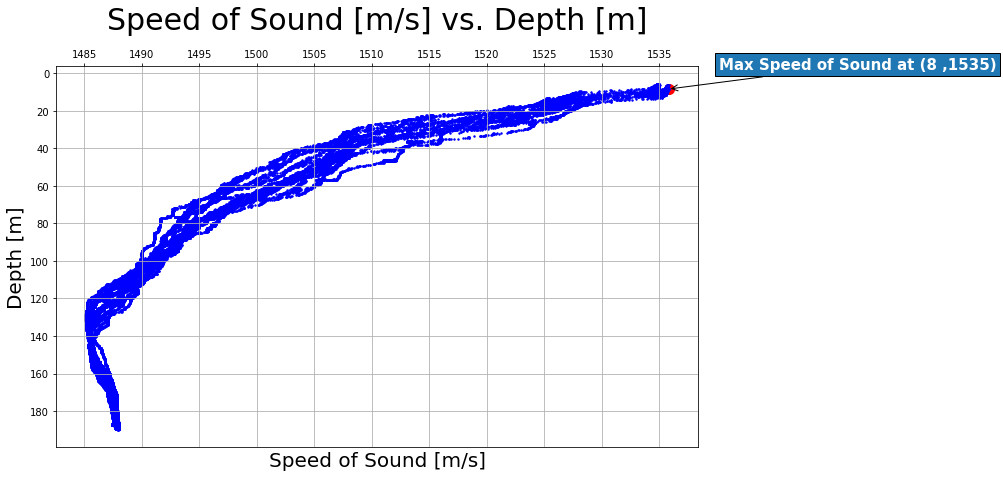 Speed of Sound [m/s] vs. Depth [m]
1485 1490 1495 1500 1505 1510 1515 1520 1525 1530 1535
Max Speed of Sound at (8 ,1535)
0
20
40
60
80
100
120
140
160
180
Depth [m]
Speed of Sound [m/s]